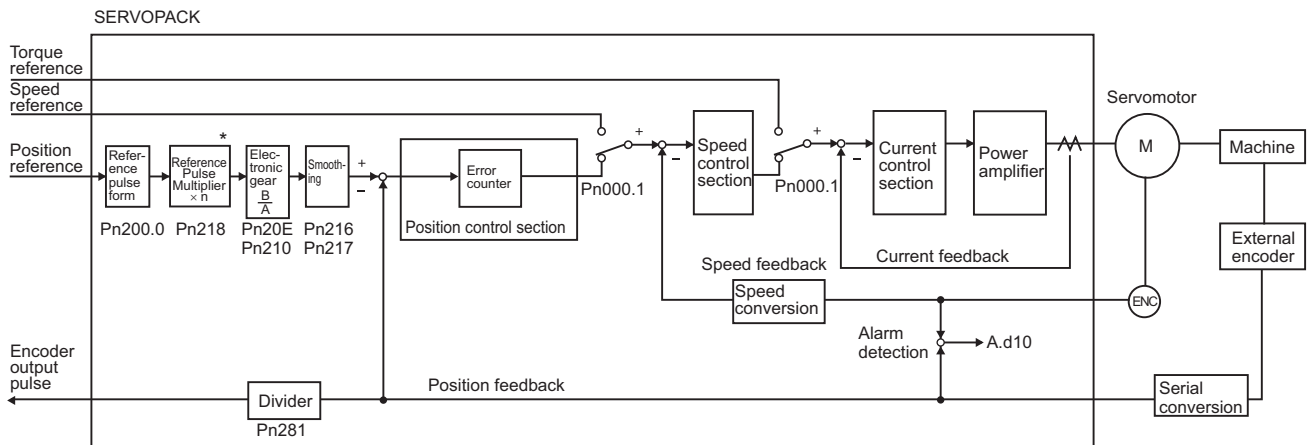 SERVOPACK
Torque
reference
Speed
reference
Position
reference
Refer-
ence
pulse
form
Pn200.0
*
Reference
Pulse
Multiplier
× n
Pn218
Elec-
tronic
gear
B
A
Pn20E
Pn210
Smooth-
ing
Pn216
Pn217
+
−
Error
counter
Position control section
Pn000.1
+
−
Speed
control
section
Pn000.1
+
−
Current
control
section
Power
amplifier
Current feedback
Servomotor
M
Machine
External
encoder
ENC
Speed feedback
Speed
conversion
Alarm
detection
A.d10
Encoder
output
pulse
Divider
Pn281
Position feedback
Serial
conversion